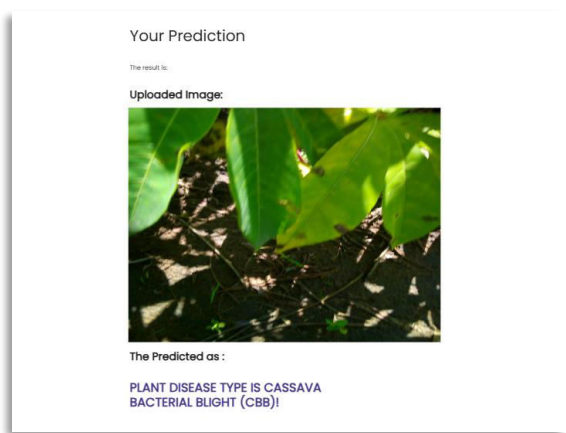 Your Prediction
The result is:
Uploaded Image:
The Predicted as :
PLANT DISEASE TYPE IS CASSAVA
BACTERIAL BLIGHT (CBB)!